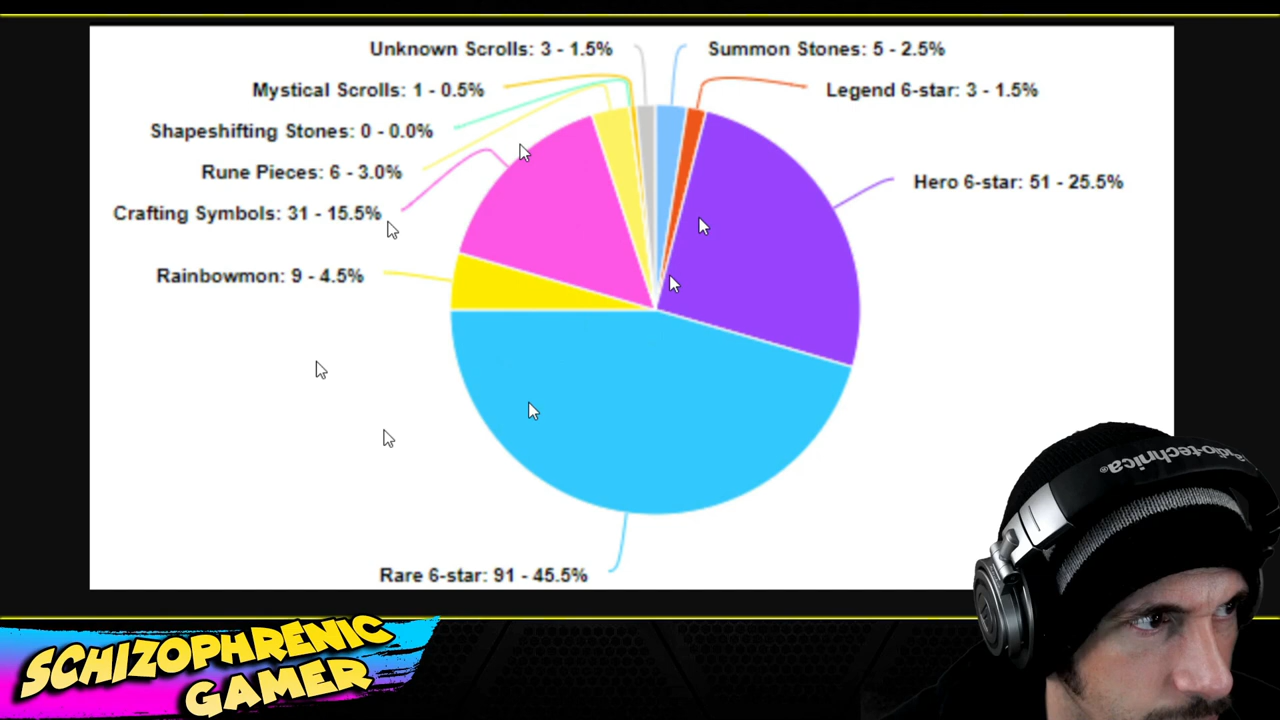 Unknown Scrolls: 3 - 1.5%
Summon Stones: 5 - 2.5%
Mystical Scrolls: 1 - 0.5%
Legend 6-star: 3 - 1.5%
Shapeshifting Stones: 0 - 0.0%
Rune Pieces: 6 - 3.0%
Hero 6-star: 51 - 25.5%
Crafting Symbols: 31 - 15.5%
Rainbowmon: 9 - 4.5%
Rare 6-star: 91 - 45.5%
audio-technica
SCHIZOPHRENIC
GAMER